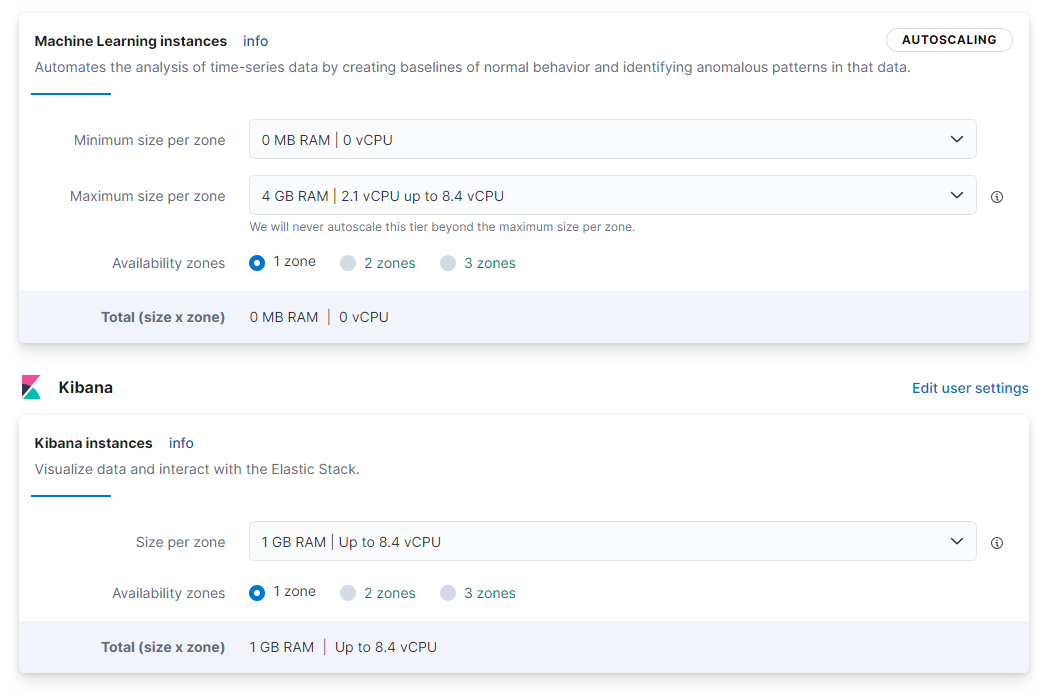 Machine Learning instances info AUTOSCALING
Automates the analysis of time-series data by creating baselines of normal behavior and identifying anomalous patterns in that data.
Minimum size per zone 0 MB RAM | 0 vCPU
Maximum size per zone 4 GB RAM | 2.1 vCPU up to 8.4 vCPU
We will never autoscale this tier beyond the maximum size per zone.
Availability zones 1 zone 2 zones 3 zones
Total (size x zone) 0 MB RAM | 0 vCPU
Kibana Edit user settings
Kibana instances info
Visualize data and interact with the Elastic Stack.
Size per zone 1 GB RAM | Up to 8.4 vCPU
Availability zones 1 zone 2 zones 3 zones
Total (size x zone) 1 GB RAM | Up to 8.4 vCPU